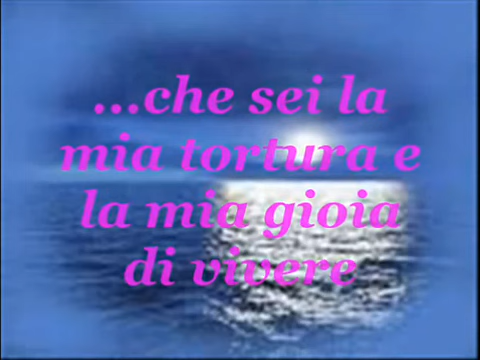 ...che sei la
mia tortura e
la mia gioia
di vivere